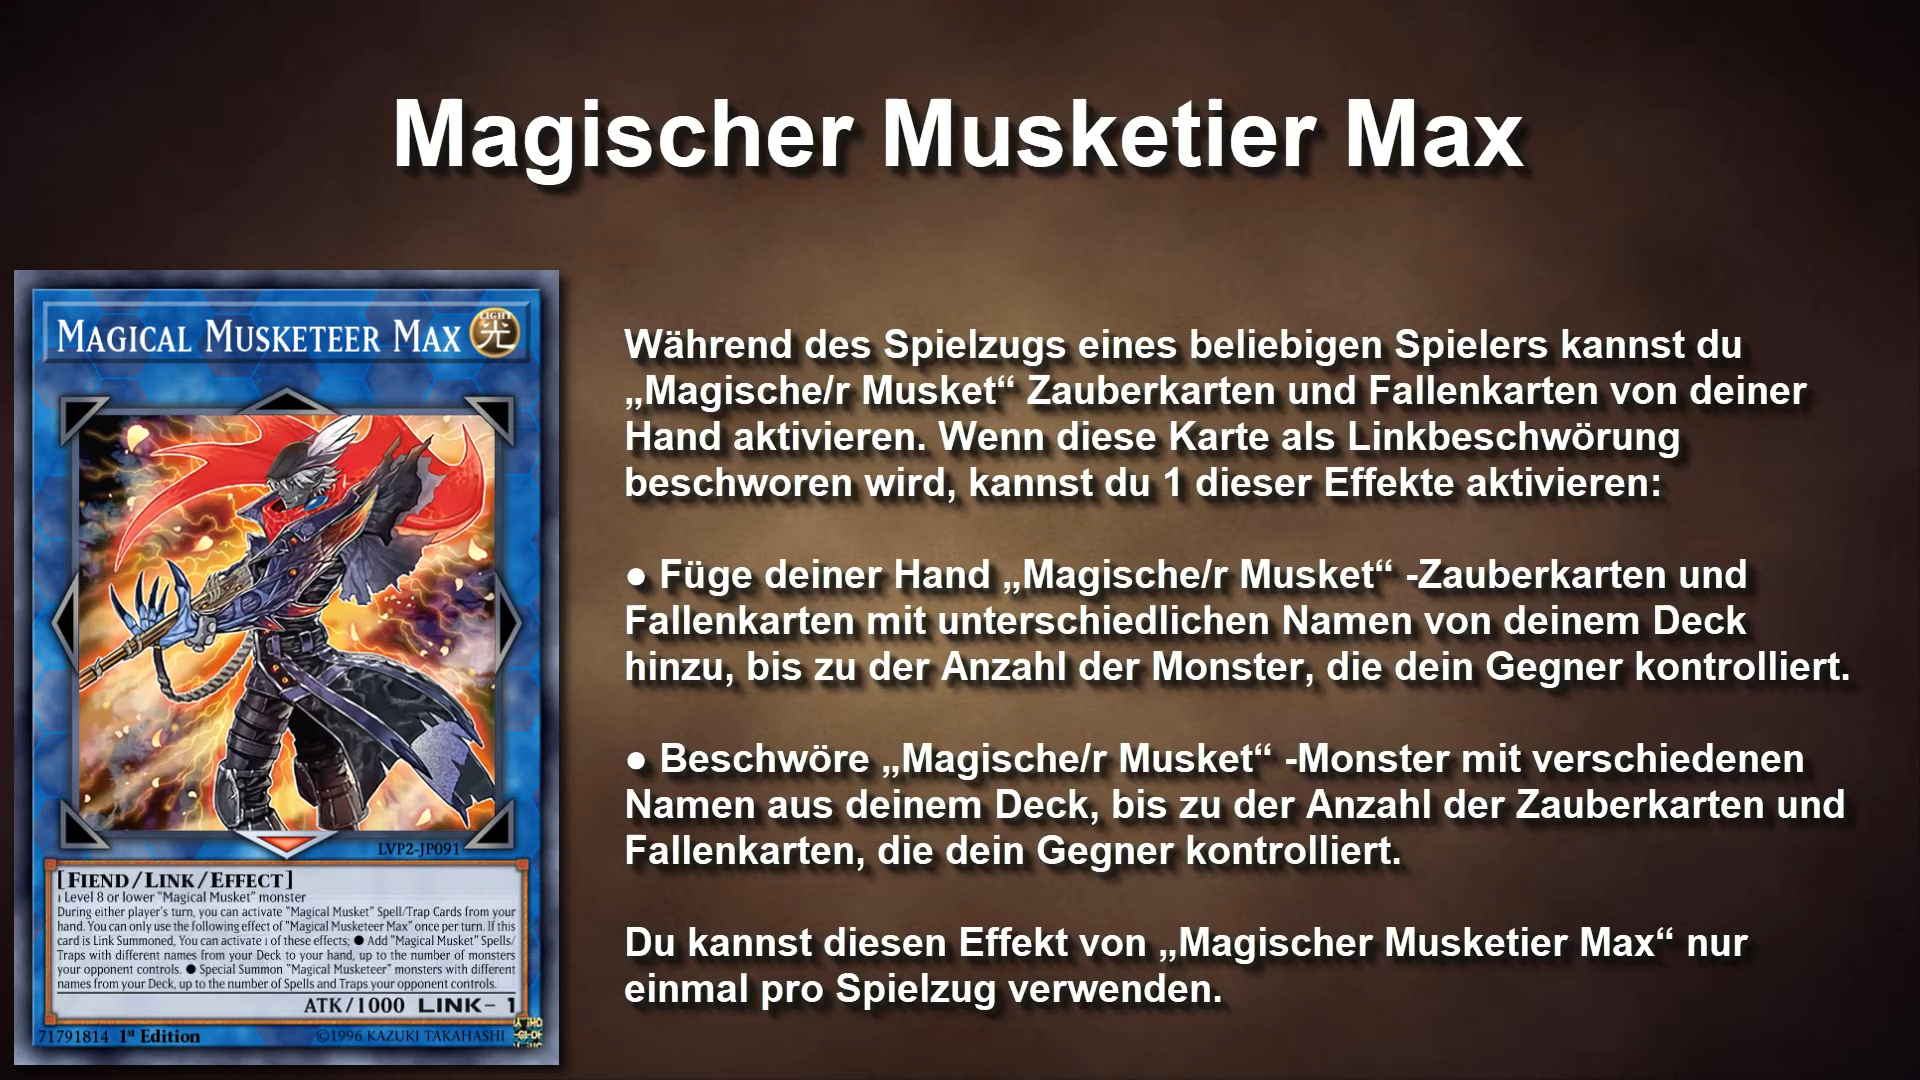 Magischer Musketier Max
MAGICAL MUSKETEER MAX
LIGHT
光
LVP2-JP091
[FIEND/LINK/EFFECT]
1 Level 8 or lower "Magical Musket" monster
During either player's turn, you can activate "Magical Musket" Spell/Trap Cards from your
hand. You can only use the following effect of "Magical Musketeer Max" once per turn. If this
card is Link Summoned, You can activate 1 of these effects; ● Add "Magical Musket" Spells/
Traps with different names from your Deck to your hand, up to the number of monsters
your opponent controls. ● Special Summon "Magical Musketeer" monsters with different
names from your Deck, up to the number of Spells and Traps your opponent controls.
ATK/1000 LINK-1
71791814 1st Edition ©1996 KAZUKI TAKAHASHI
Während des Spielzugs eines beliebigen Spielers kannst du
„Magische/r Musket“ Zauberkarten und Fallenkarten von deiner
Hand aktivieren. Wenn diese Karte als Linkbeschwörung
beschworen wird, kannst du 1 dieser Effekte aktivieren:
● Füge deiner Hand „Magische/r Musket“ -Zauberkarten und
Fallenkarten mit unterschiedlichen Namen von deinem Deck
hinzu, bis zu der Anzahl der Monster, die dein Gegner kontrolliert.
● Beschwöre „Magische/r Musket“ -Monster mit verschiedenen
Namen aus deinem Deck, bis zu der Anzahl der Zauberkarten und
Fallenkarten, die dein Gegner kontrolliert.
Du kannst diesen Effekt von „Magischer Musketier Max“ nur
einmal pro Spielzug verwenden.